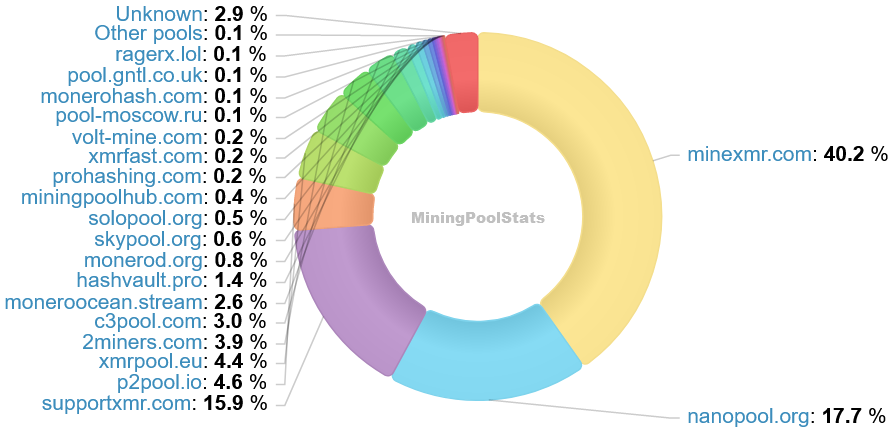 Unknown: 2.9 %
Other pools: 0.1 %
ragerx.lol: 0.1 %
pool.gntl.co.uk: 0.1 %
monerohash.com: 0.1 %
pool-moscow.ru: 0.1 %
volt-mine.com: 0.2 %
xmrfast.com: 0.2 %
prohashing.com: 0.2 %
miningpoolhub.com: 0.4 %
solopool.org: 0.5 %
skypool.org: 0.6 %
monerod.org: 0.8 %
hashvault.pro: 1.4 %
moneroocean.stream: 2.6 %
c3pool.com: 3.0 %
2miners.com: 3.9 %
xmrpool.eu: 4.4 %
p2pool.io: 4.6 %
supportxmr.com: 15.9 %
MiningPoolStats
minexmr.com: 40.2 %
nanopool.org: 17.7 %